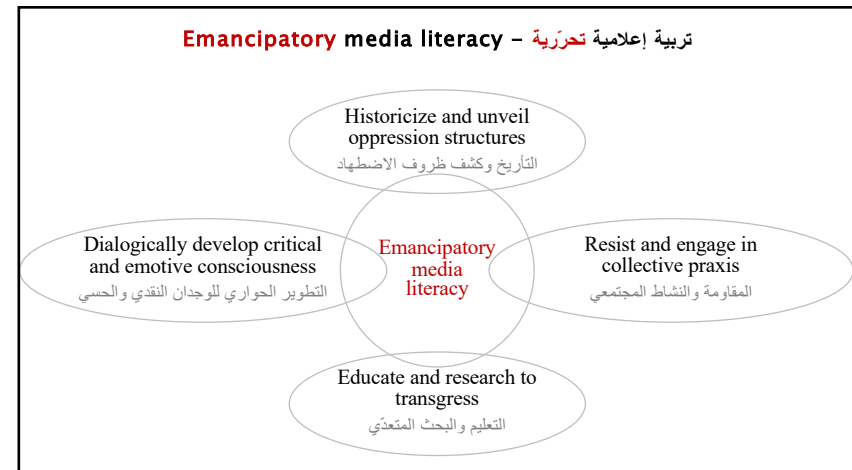 Emancipatory media literacy – تربية إعلامية تحرّرية
Historicize and unveil
oppression structures
التأريخ وكشف ظروف الاضطهاد
Dialogically develop critical
and emotive consciousness
التطوير الحواري للوجدان النقدي والحسي
Emancipatory
media
literacy
Resist and engage in
collective praxis
المقاومة والنشاط المجتمعي
Educate and research to
transgress
التعليم والبحث المتعدّي